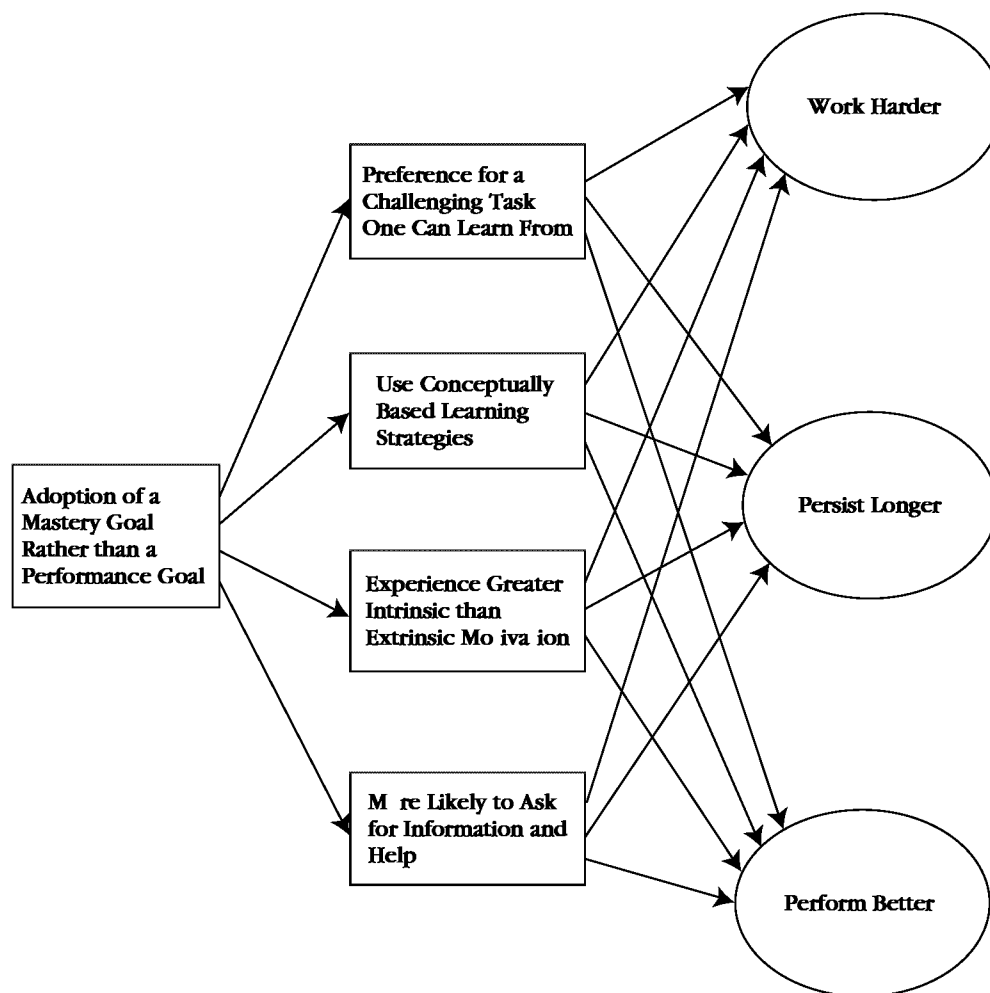 Adoption of a
Mastery Goal
Rather than a
Performance Goal
Preference for a
Challenging Task
One Can Learn From
Use Conceptually
Based Learning
Strategies
Experience Greater
Intrinsic than
Extrinsic Mo iva ion
M re Likely to Ask
for Information and
Help
Work Harder
Persist Longer
Perform Better